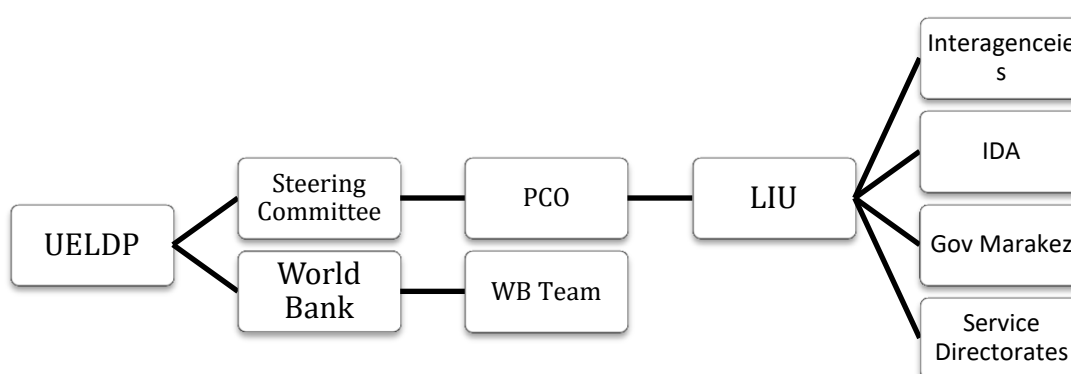 UELDP
Steering
Committee
World
Bank
PCO
WB Team
LIU
Interagenceie
s
IDA
Gov Marakez
Service
Directorates